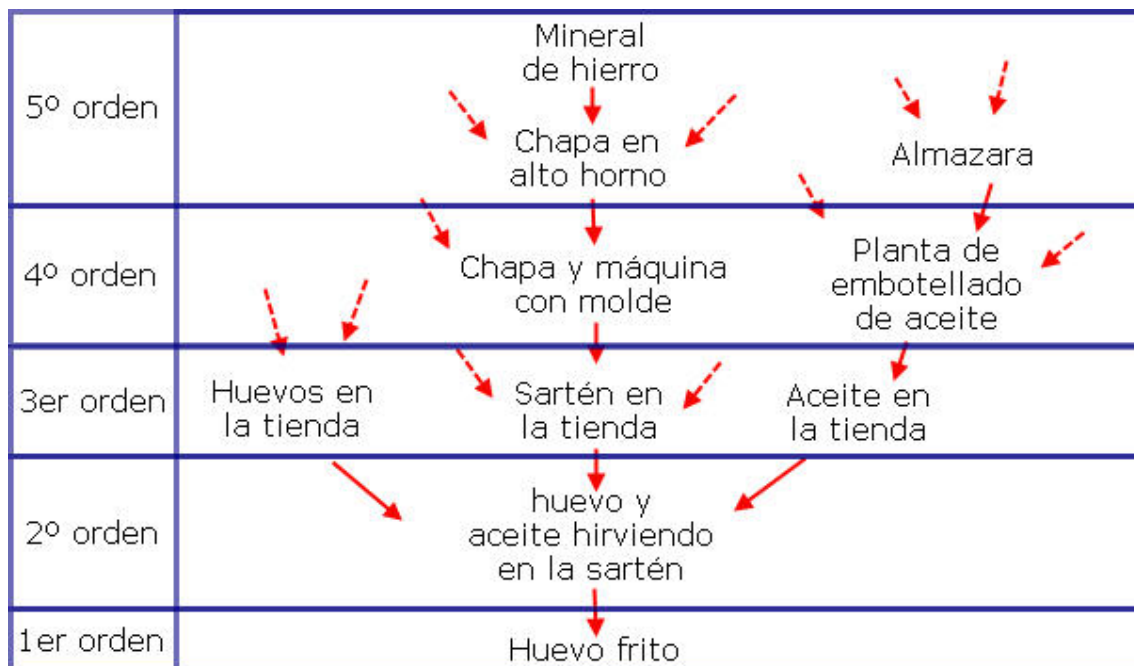 5º orden
Mineral
de hierro
Chapa en
alto horno
Almazara
4º orden
Chapa y máquina
con molde
Planta de
embotellado
de aceite
3er orden
Huevos en
la tienda
Sartén en
la tienda
Aceite en
la tienda
2º orden
huevo y
aceite hirviendo
en la sartén
1er orden
Huevo frito